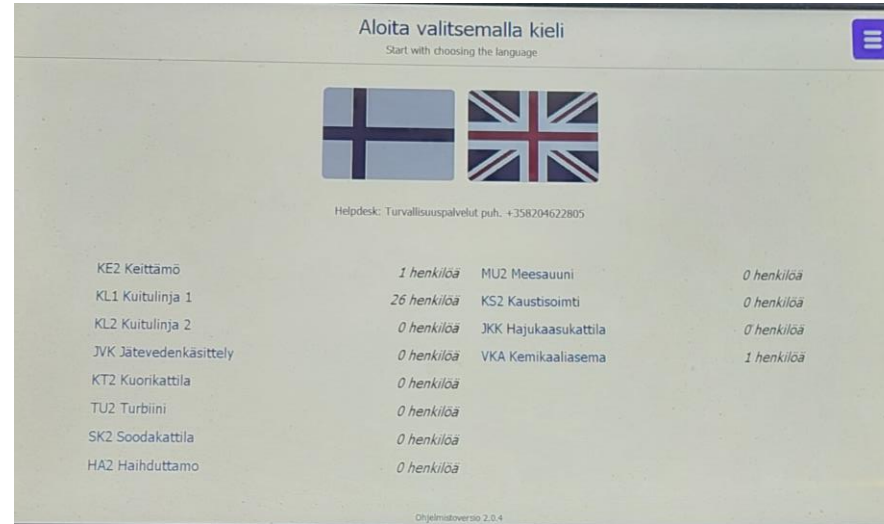 Aloita valitsemalla kieli
Start with choosing the language
Helpdesk: Turvallisuuspalvelut puh. +358204622805
KE2 Keittämö 1 henkilöä
KL1 Kuitulinja 1 26 henkilöä
KL2 Kuitulinja 2 0 henkilöä
JVK Jätevedenkäsittely 0 henkilöä
KT2 Kuorikattila 0 henkilöä
TU2 Turbiini 0 henkilöä
SK2 Soodakattila 0 henkilöä
HA2 Haihduttamo 0 henkilöä
MU2 Meesauuni 0 henkilöä
KS2 Kaustisoimti 0 henkilöä
JKK Hajukaasukattila 0 henkilöä
VKA Kemikaaliasema 1 henkilöä
Ohjelmistoversio 2.0.4